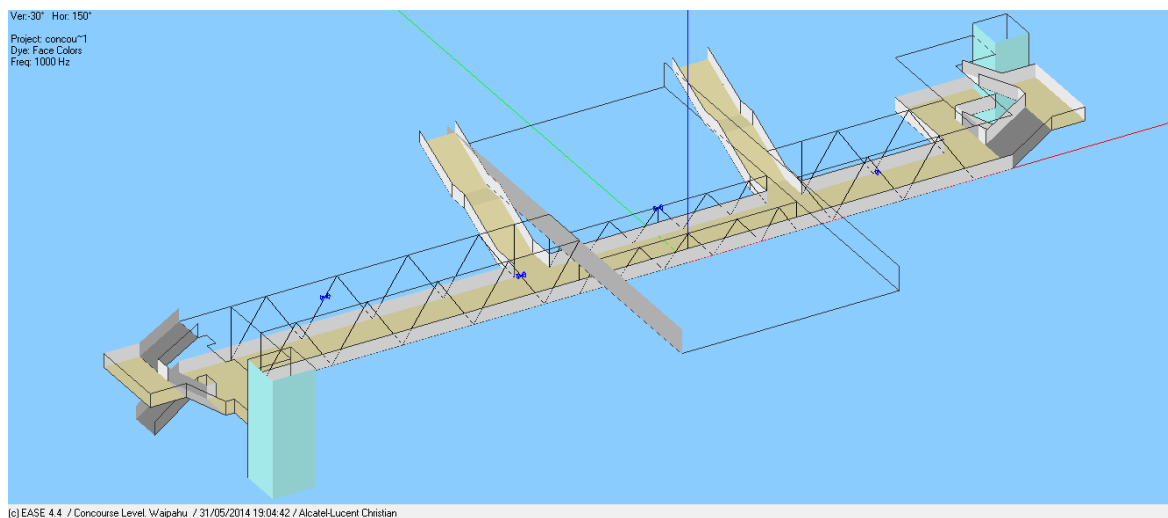 Ver:-30° Hor: 150°
Project: concou~1
Dye: Face Colors
Freq: 1000 Hz
(c) EASE 4.4 / Concourse Level. Waipahu / 31/05/2014 19:04:42 / Alcatel-Lucent Christian